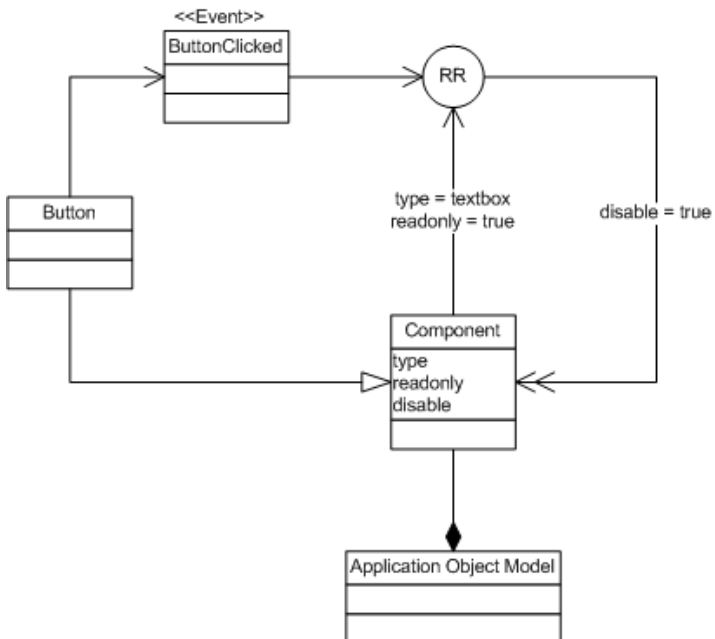 <<Event>>
ButtonClicked
RR
type = textbox
readonly = true
disable = true
Button
Component
type
readonly
disable
Application Object Model